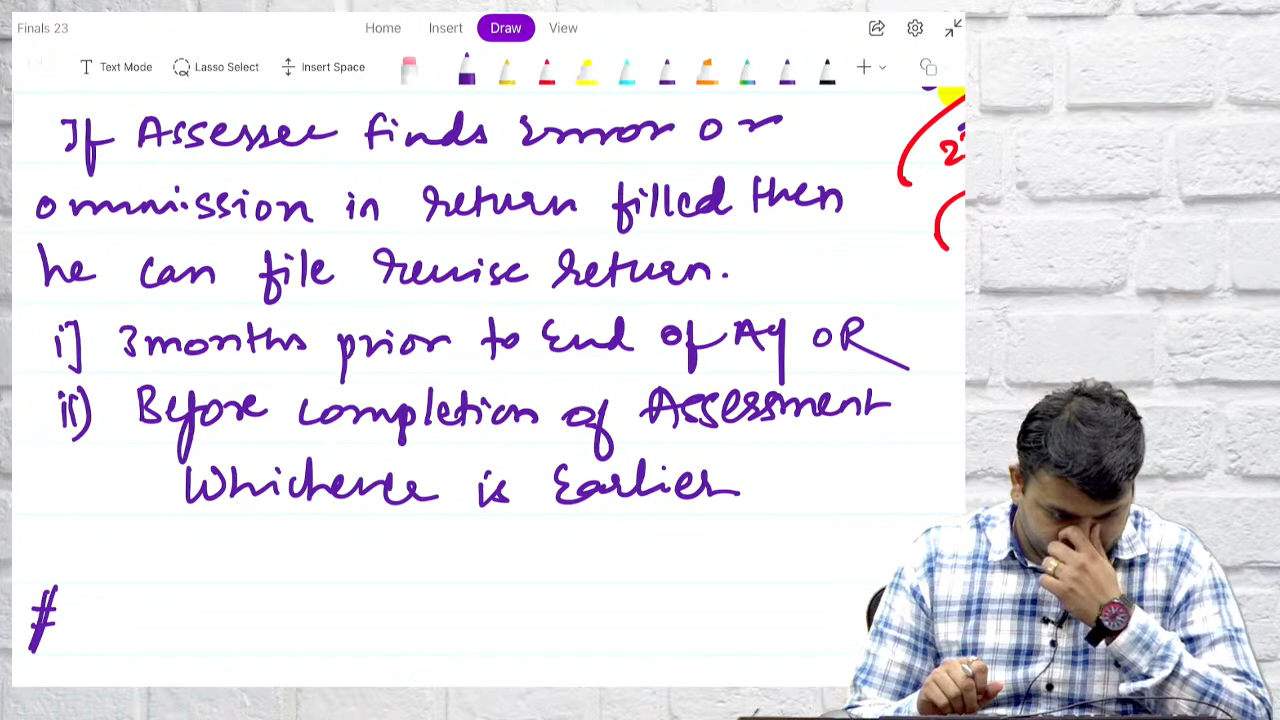 Finals 23
Home Insert Draw View
Text Mode Lasso Select Insert Space
If Assessee finds Error or
ommission in return filled then
he can file revise return.
i] 3months prior to End of AY OR
ii) Before completion of Assessment
Whichever is Earlier
#